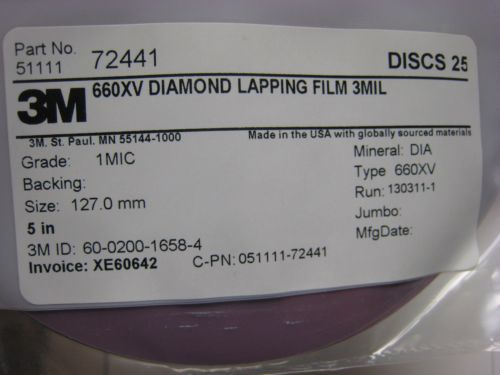 Part No. 51111 72441 DISCS 25
3M 660XV DIAMOND LAPPING FILM 3MIL
3M. St. Paul. MN 55144-1000 Made in the USA with globally sourced materials
Grade: 1MIC Mineral: DIA
Backing: Type 660XV
Size: 127.0 mm Run: 130311-1
5 in Jumbo:
3M ID: 60-0200-1658-4 MfgDate:
Invoice: XE60642 C-PN: 051111-72441